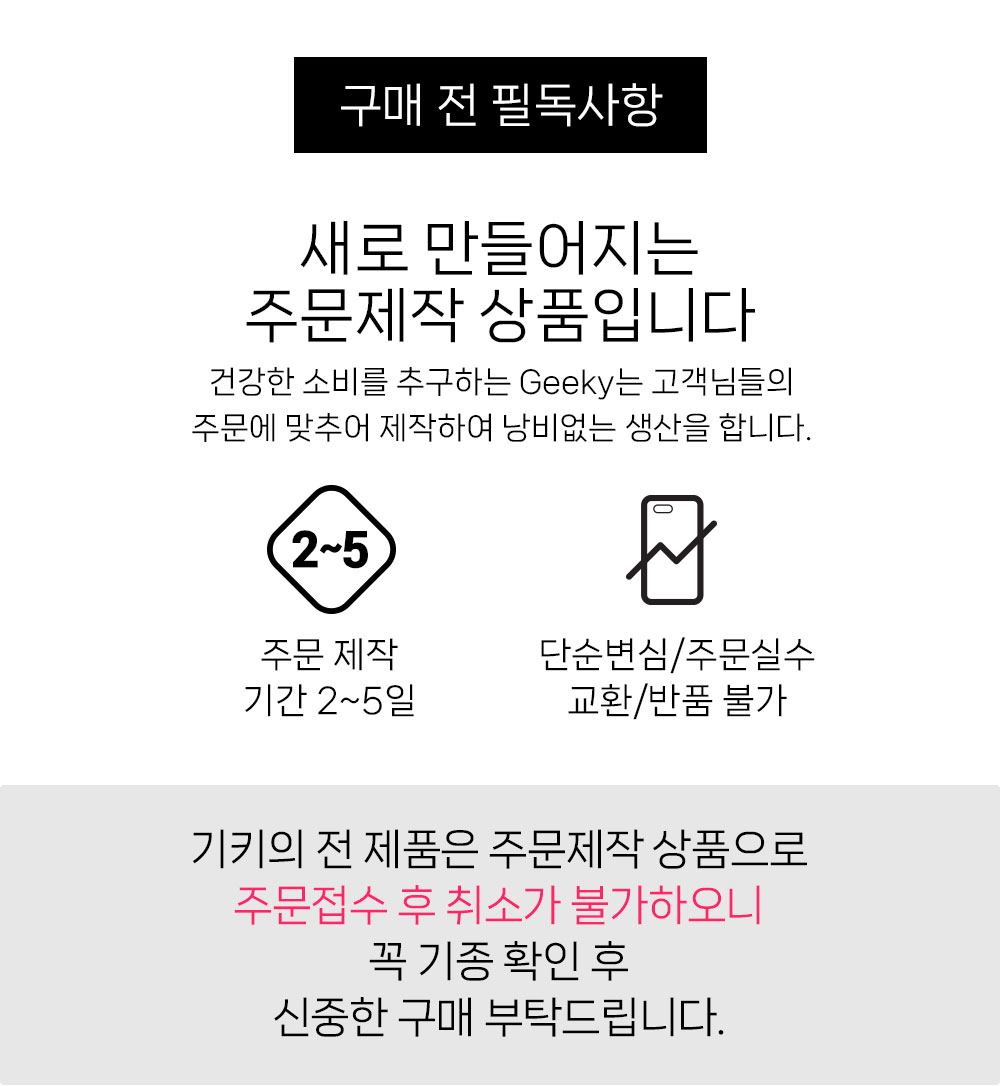 구매 전 필독사항
새로 만들어지는
주문제작 상품입니다
건강한 소비를 추구하는 Geeky는 고객님들의
주문에 맞추어 제작하여 낭비없는 생산을 합니다.
2~5
주문 제작
기간 2~5일
단순변심/주문실수
교환/반품 불가
기키의 전 제품은 주문제작 상품으로
주문접수 후 취소가 불가하오니
꼭 기종 확인 후
신중한 구매 부탁드립니다.